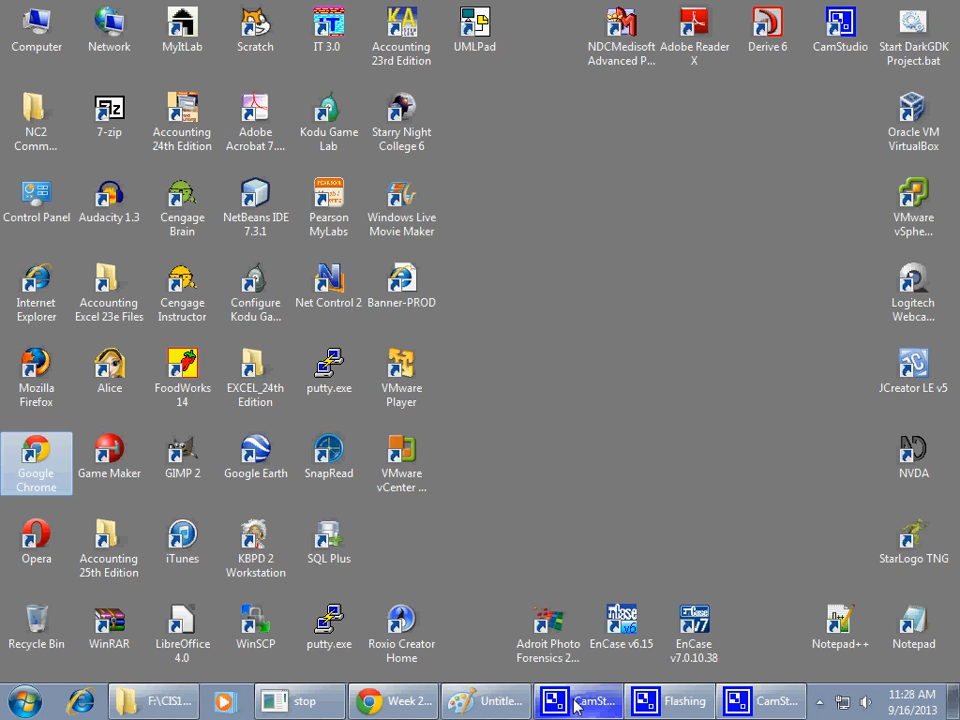 Computer
Network
MyItLab
Scratch
IT 3.0
Accounting
23rd Edition
UMLPad
NDCMedisoft
Advanced P...
Adobe Reader
X
Derive 6
CamStudio
Start DarkGDK
Project.bat
NC2
Comm...
7-zip
Accounting
24th Edition
Adobe
Acrobat 7....
Kodu Game
Lab
Starry Night
College 6
Oracle VM
VirtualBox
Control Panel
Audacity 1.3
Cengage
Brain
NetBeans IDE
7.3.1
Pearson
MyLabs
Windows Live
Movie Maker
VMware
vSphe...
Internet
Explorer
Accounting
Excel 23e Files
Cengage
Instructor
Configure
Kodu Ga...
Net Control 2
Banner-PROD
Logitech
Webca...
Mozilla
Firefox
Alice
FoodWorks
14
EXCEL_24th
Edition
putty.exe
VMware
Player
JCreator LE v5
Google
Chrome
Game Maker
GIMP 2
Google Earth
SnapRead
VMware
vCenter ...
NVDA
Opera
Accounting
25th Edition
iTunes
KBPD 2
Workstation
SQL Plus
StarLogo TNG
Recycle Bin
WinRAR
LibreOffice
4.0
WinSCP
putty.exe
Roxio Creator
Home
Adroit Photo
Forensics 2...
EnCase v6.15
EnCase
v7.0.10.38
Notepad++
Notepad
F:\CIS1...
stop
Week 2...
Untitle...
CamSt...
Flashing
CamSt...
11:28 AM
9/16/2013